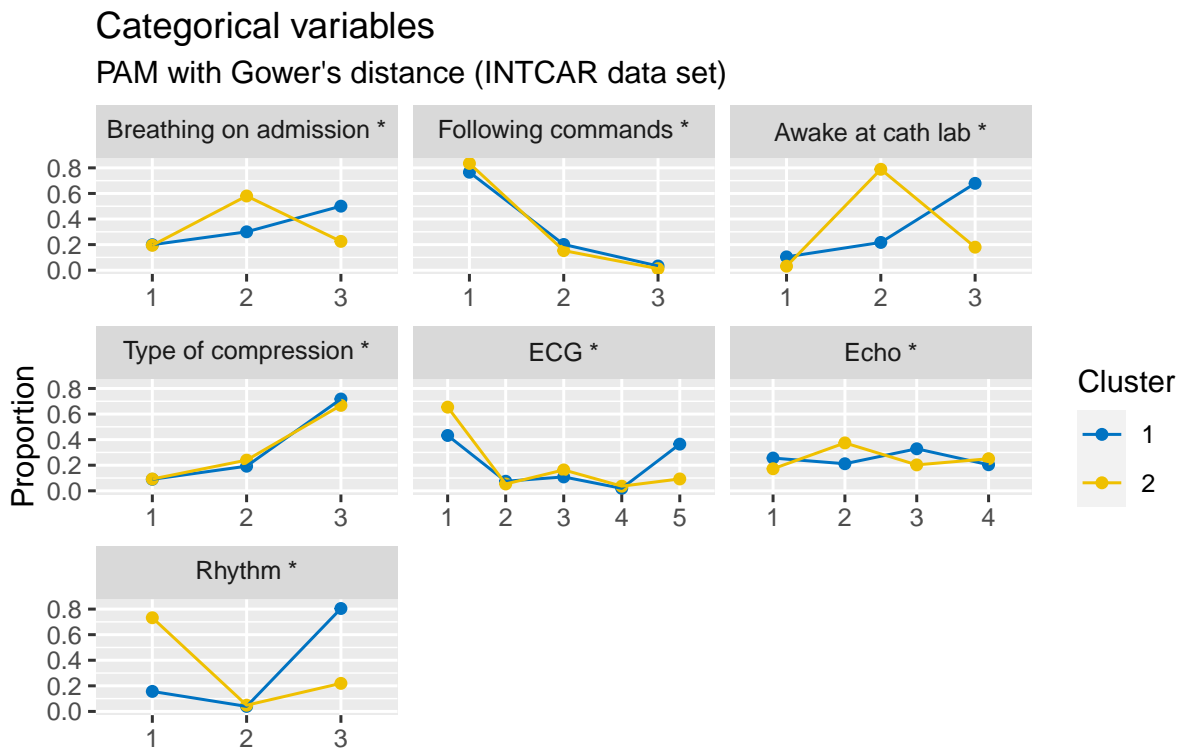 Categorical variables
PAM with Gower's distance (INTCAR data set)
Breathing on admission *
Following commands *
Awake at cath lab *
0.8
0.6
0.4
0.2
0.0
1 2 3
1 2 3
1 2 3
Type of compression *
ECG *
Echo *
0.8
0.6
0.4
0.2
0.0
1 2 3
1 2 3 4 5
1 2 3 4
Rhythm *
0.8
0.6
0.4
0.2
0.0
1 2 3
Proportion
Cluster
1
2